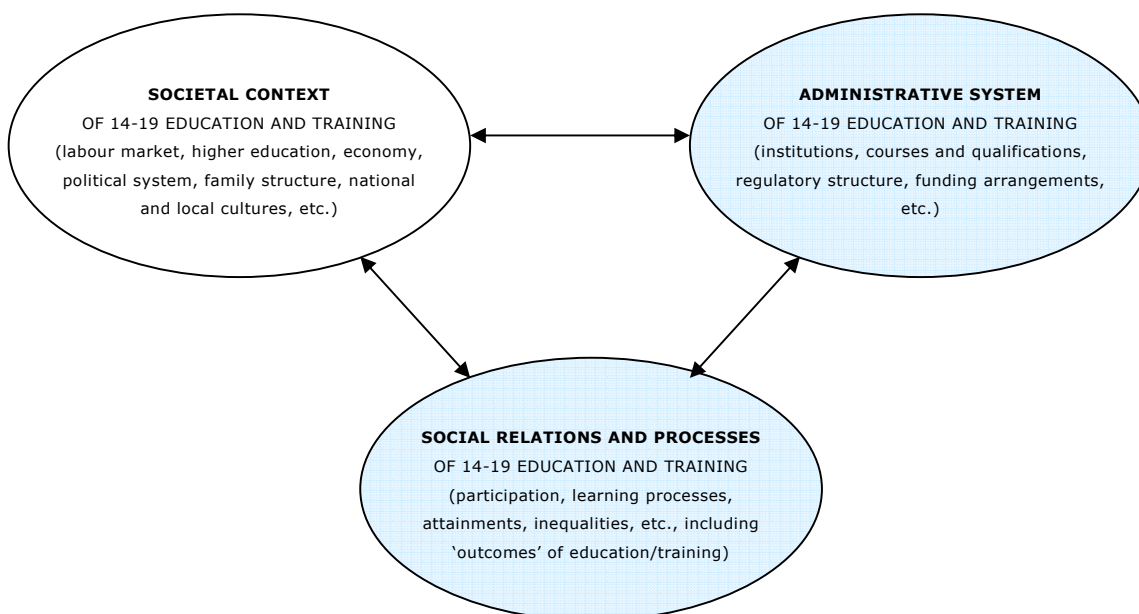 SOCIETAL CONTEXT
OF 14-19 EDUCATION AND TRAINING
(labour market, higher education, economy,
political system, family structure, national
and local cultures, etc.)
ADMINISTRATIVE SYSTEM
OF 14-19 EDUCATION AND TRAINING
(institutions, courses and qualifications,
regulatory structure, funding arrangements,
etc.)
SOCIAL RELATIONS AND PROCESSES
OF 14-19 EDUCATION AND TRAINING
(participation, learning processes,
attainments, inequalities, etc., including
‘outcomes’ of education/training)